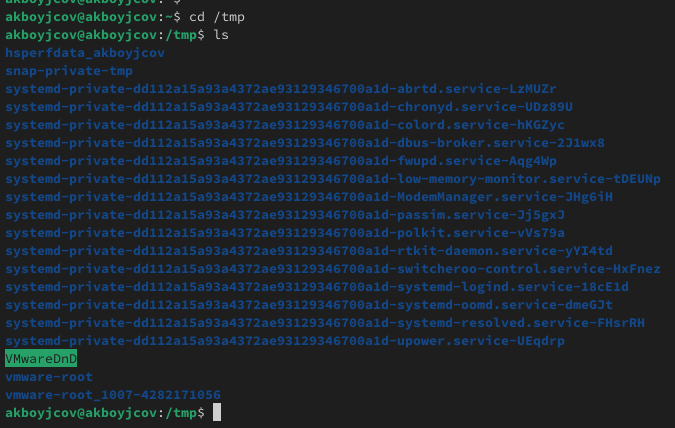 akboyjcov@akboyjcov:~$ cd /tmp
akboyjcov@akboyjcov:/tmp$ ls
hsperfdata_akboyjcov
snap-private-tmp
systemd-private-dd112a15a93a4372ae93129346700a1d-abrtd.service-LzMUZr
systemd-private-dd112a15a93a4372ae93129346700a1d-chronyd.service-UDz89U
systemd-private-dd112a15a93a4372ae93129346700a1d-colord.service-hKGZyc
systemd-private-dd112a15a93a4372ae93129346700a1d-dbus-broker.service-2J1wx8
systemd-private-dd112a15a93a4372ae93129346700a1d-fwupd.service-Aqg4Wp
systemd-private-dd112a15a93a4372ae93129346700a1d-low-memory-monitor.service-tDEUNp
systemd-private-dd112a15a93a4372ae93129346700a1d-ModemManager.service-JHg6iH
systemd-private-dd112a15a93a4372ae93129346700a1d-passim.service-Jj5gxJ
systemd-private-dd112a15a93a4372ae93129346700a1d-polkit.service-vVs79a
systemd-private-dd112a15a93a4372ae93129346700a1d-rtkit-daemon.service-yYI4td
systemd-private-dd112a15a93a4372ae93129346700a1d-switcheroo-control.service-HxFnez
systemd-private-dd112a15a93a4372ae93129346700a1d-systemd-logind.service-18cE1d
systemd-private-dd112a15a93a4372ae93129346700a1d-systemd-oomd.service-dmeGJt
systemd-private-dd112a15a93a4372ae93129346700a1d-systemd-resolved.service-FHsrRH
systemd-private-dd112a15a93a4372ae93129346700a1d-upower.service-UEqdrp
VMwareDnD
vmware-root
vmware-root_1007-4282171056
akboyjcov@akboyjcov:/tmp$